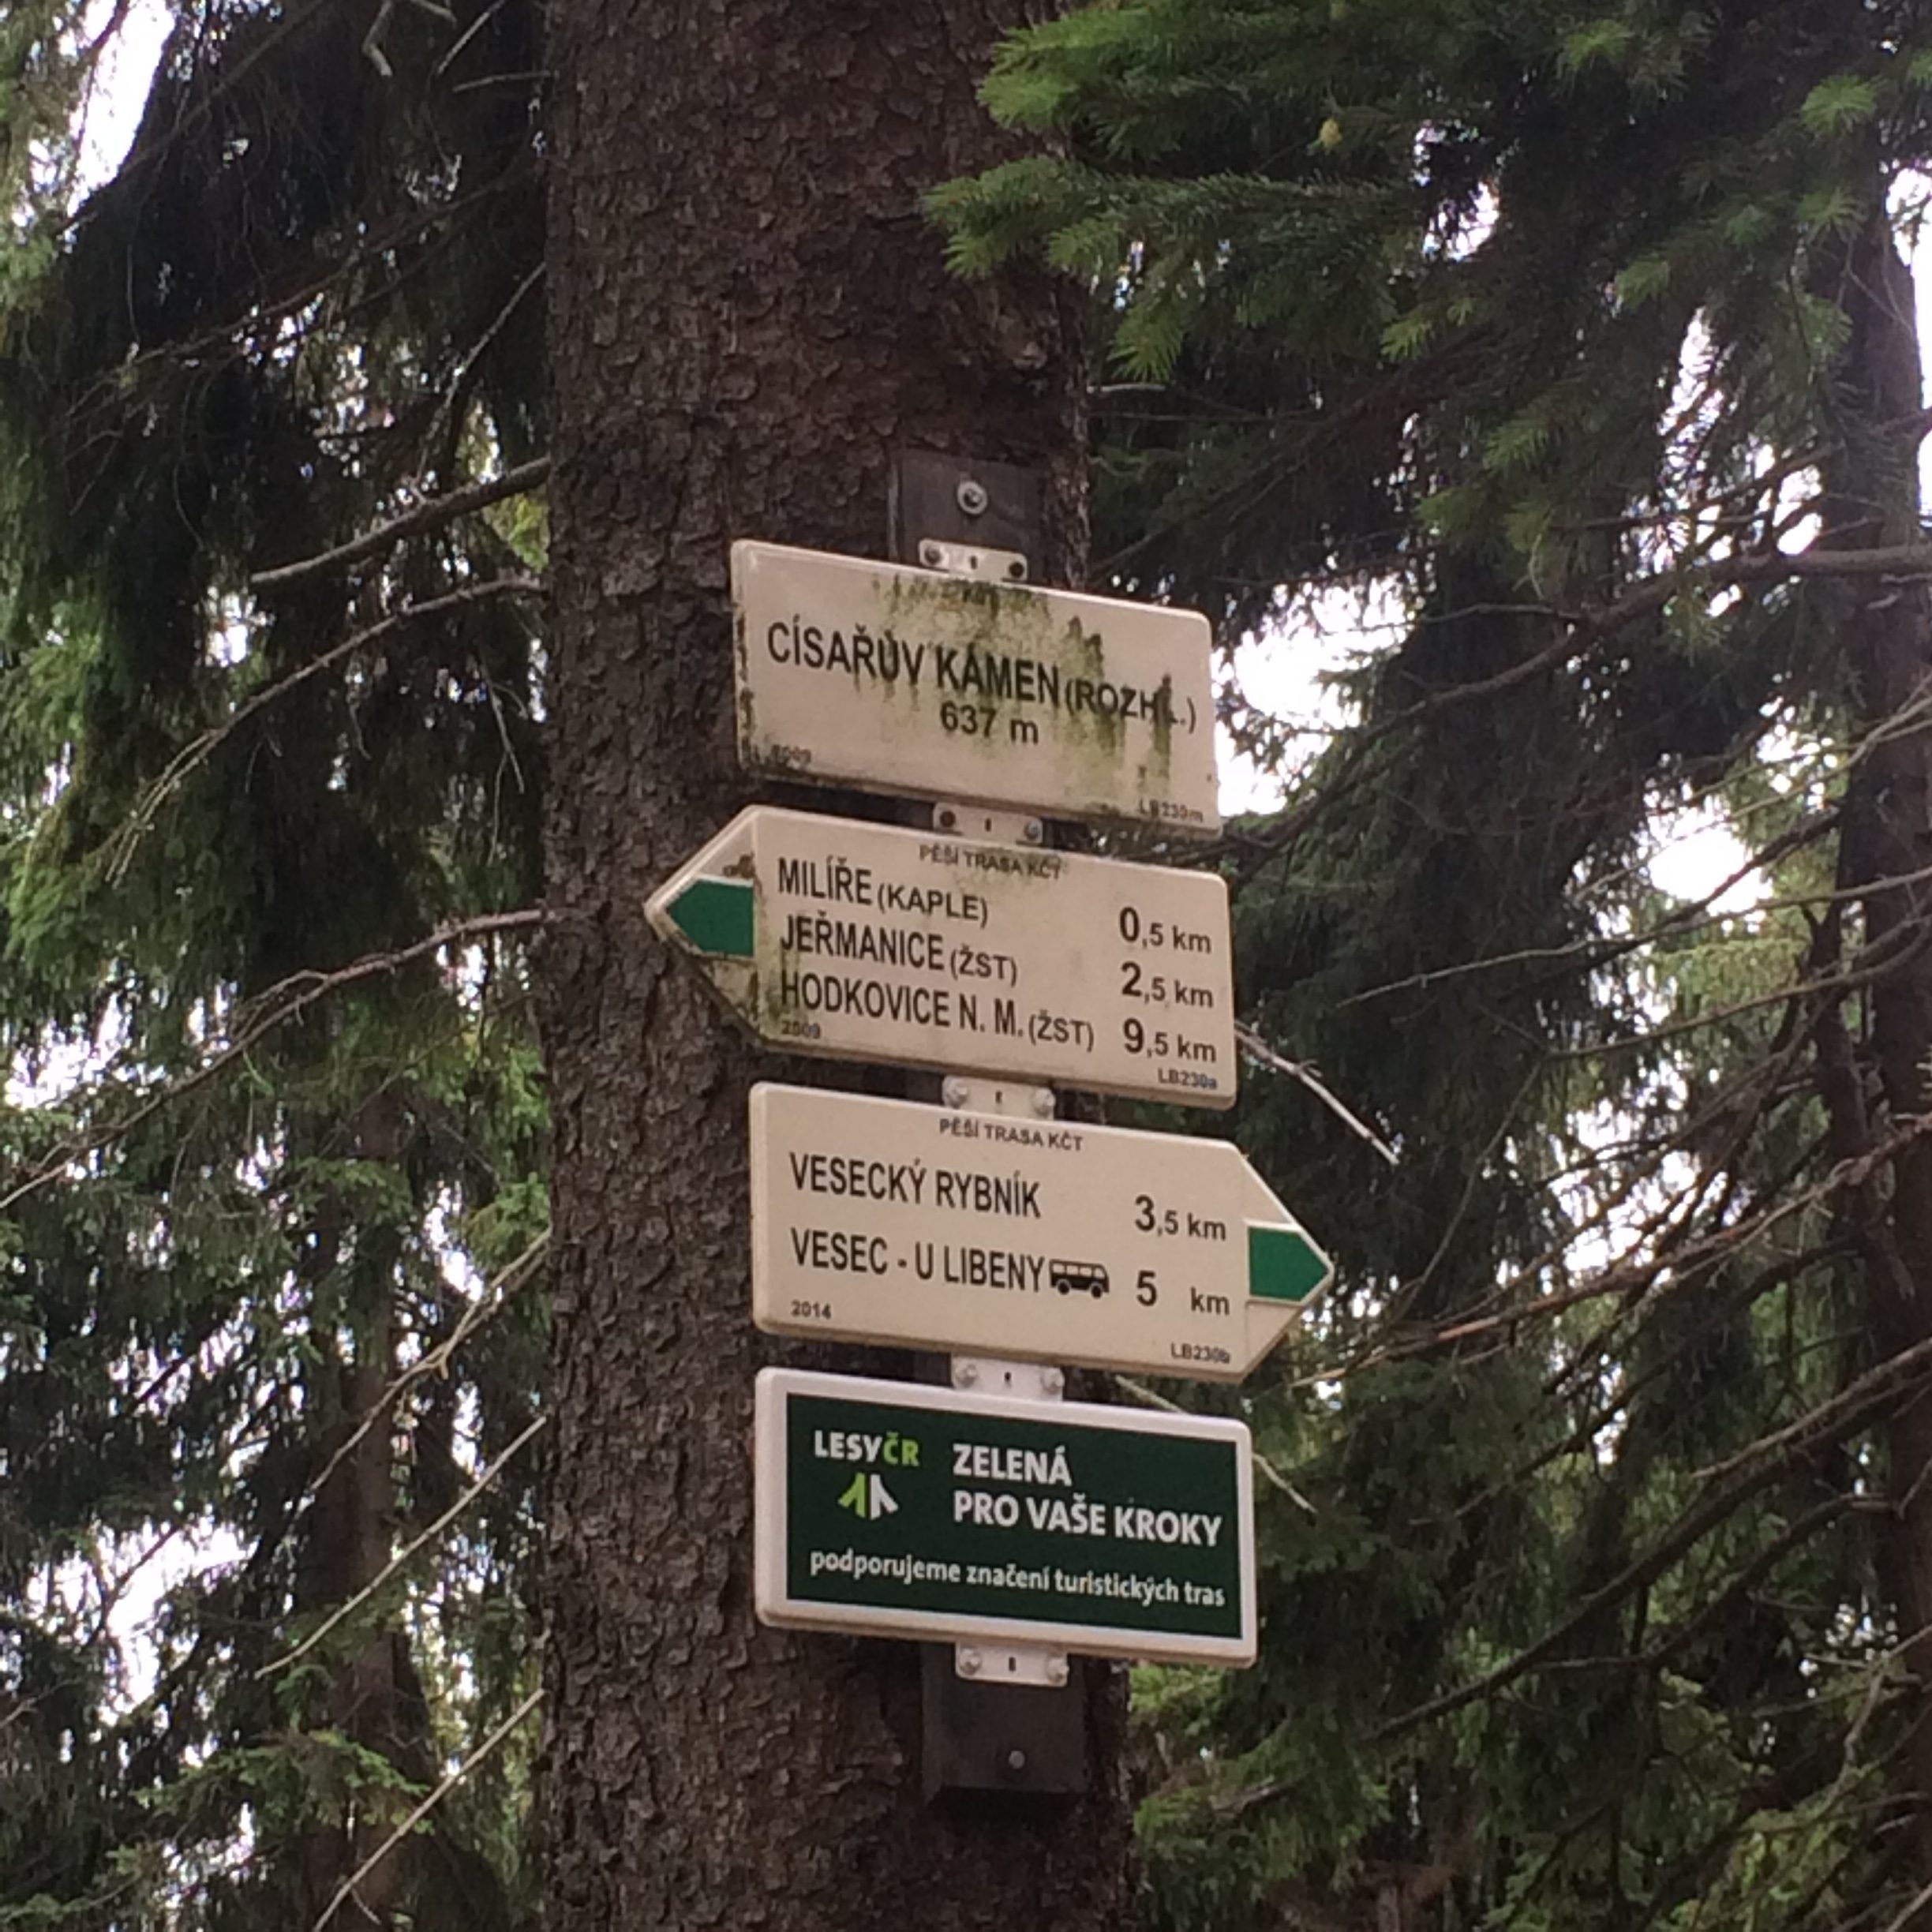 CÍSAŘŮV KÁMEN (ROZHL.)
637 m
2009 LB230m
PĚŠÍ TRASA KČT
MILÍŘE (KAPLE) 0,5 km
JEŘMANICE (ŽST) 2,5 km
HODKOVICE N. M. (ŽST) 9,5 km
2009 LB230a
PĚŠÍ TRASA KČT
VESECKÝ RYBNÍK 3,5 km
VESEC - U LIBENY 5 km
2014 LB230b
LESYČR ZELENÁ
PRO VAŠE KROKY
podporujeme značení turistických tras